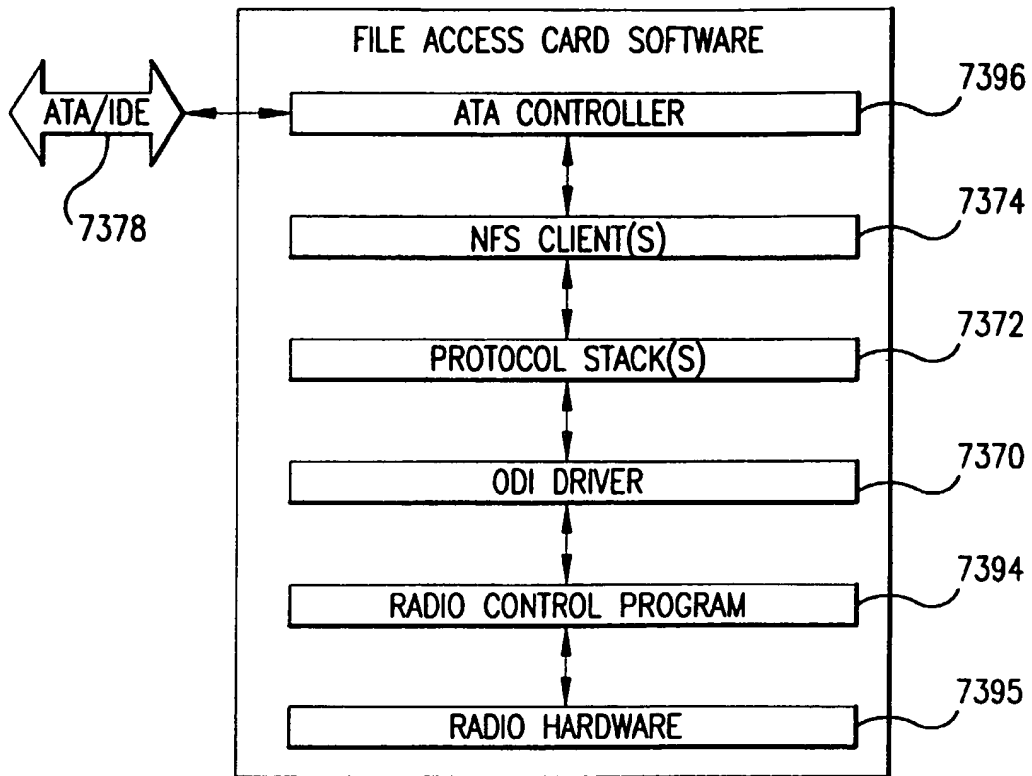 FILE ACCESS CARD SOFTWARE
7396
ATA/IDE
ATA CONTROLLER
7378
7374
NFS CLIENT(S)
7372
PROTOCOL STACK(S)
7370
ODI DRIVER
7394
RADIO CONTROL PROGRAM
7395
RADIO HARDWARE